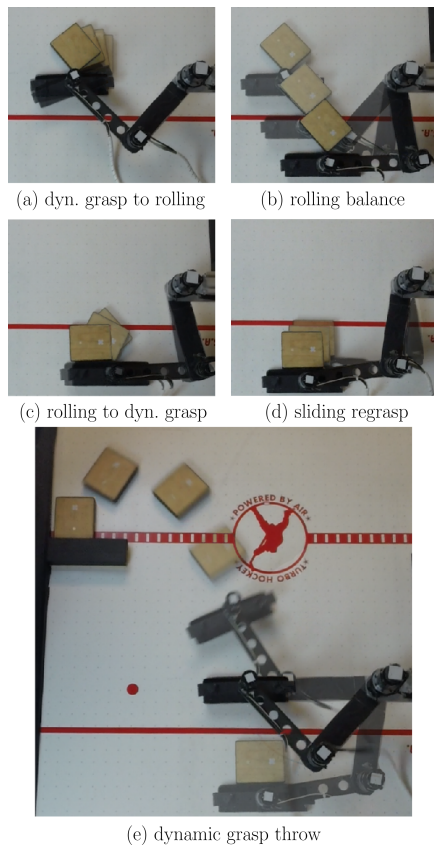 (a) dyn. grasp to rolling
(b) rolling balance
(c) rolling to dyn. grasp
(d) sliding regrasp
POWERED BY AIR
TURBO HOCKEY
(e) dynamic grasp throw